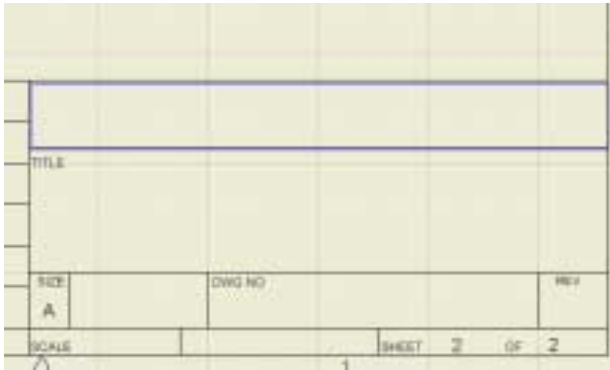 TITLE
SIZE DWG NO REV
A
SCALE SHEET 2 OF 2
1